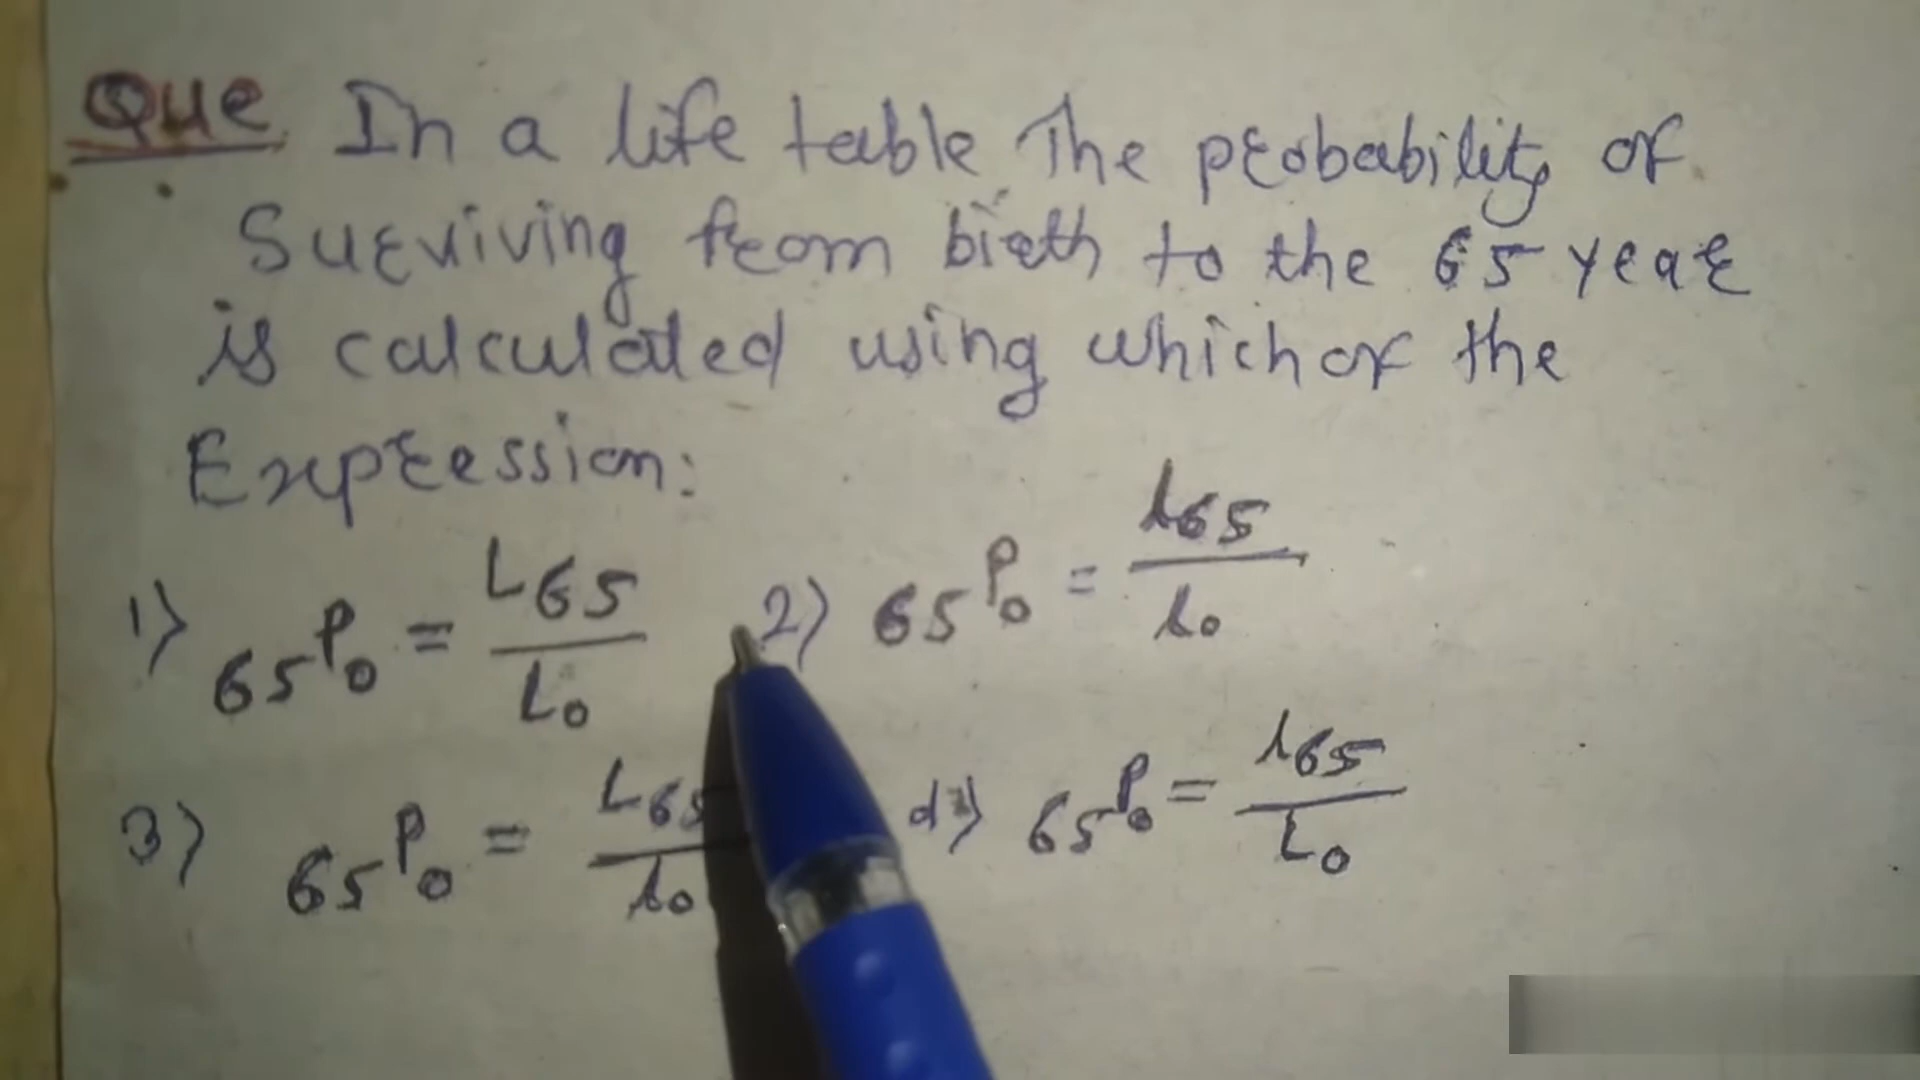 Que In a life table The probability of
Surviving from birth to the 65 year
is calculated using which of the
Expression:
1) ₆₅P₀ = L₆₅ / L₀ 2) ₆₅P₀ = l₆₅ / l₀
3) ₆₅P₀ = L₆₅ / l₀ d) ₆₅P₀ = l₆₅ / L₀